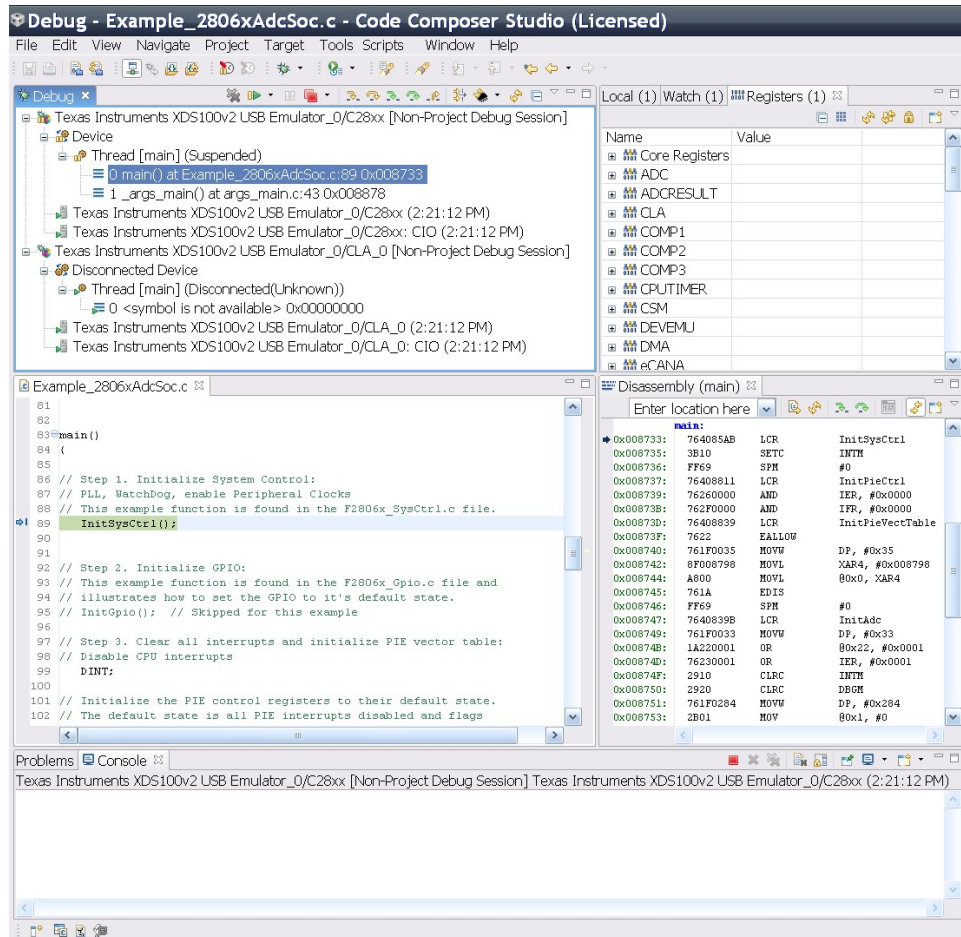 Debug - Example_2806xAdcSoc.c - Code Composer Studio (Licensed)
File Edit View Navigate Project Target Tools Scripts Window Help
Debug
Texas Instruments XDS100v2 USB Emulator_0/C28xx [Non-Project Debug Session]
Device
Thread [main] (Suspended)
0 main() at Example_2806xAdcSoc.c:89 0x008733
1 _args_main() at args_main.c:43 0x008878
Texas Instruments XDS100v2 USB Emulator_0/C28xx (2:21:12 PM)
Texas Instruments XDS100v2 USB Emulator_0/C28xx: CIO (2:21:12 PM)
Texas Instruments XDS100v2 USB Emulator_0/CLA_0 [Non-Project Debug Session]
Disconnected Device
Thread [main] (Disconnected(Unknown))
0 <symbol is not available> 0x00000000
Texas Instruments XDS100v2 USB Emulator_0/CLA_0 (2:21:12 PM)
Texas Instruments XDS100v2 USB Emulator_0/CLA_0: CIO (2:21:12 PM)
Local (1) Watch (1) Registers (1)
Name Value
Core Registers
ADC
ADCRESULT
CLA
COMP1
COMP2
COMP3
CPUTIMER
CSM
DEVEMU
DMA
eCANA
Example_2806xAdcSoc.c
81
82
83 main()
84 {
85
86 // Step 1. Initialize System Control:
87 // PLL, WatchDog, enable Peripheral Clocks
88 // This example function is found in the F2806x_SysCtrl.c file.
89 InitSysCtrl();
90
91
92 // Step 2. Initialize GPIO:
93 // This example function is found in the F2806x_Gpio.c file and
94 // illustrates how to set the GPIO to it's default state.
95 // InitGpio(); // Skipped for this example
96
97 // Step 3. Clear all interrupts and initialize PIE vector table:
98 // Disable CPU interrupts
99 DINT;
100
101 // Initialize the PIE control registers to their default state.
102 // The default state is all PIE interrupts disabled and flags
Disassembly (main)
Enter location here
main:
0x008733: 764085AB LCR InitSysCtrl
0x008735: 3B10 SETC INTM
0x008736: FF69 SPM #0
0x008737: 76408811 LCR InitPieCtrl
0x008739: 76260000 AND IER, #0x0000
0x00873B: 762F0000 AND IFR, #0x0000
0x00873D: 76408839 LCR InitPieVectTable
0x00873F: 7622 EALLOW
0x008740: 761F0035 MOVW DP, #0x35
0x008742: 8F008798 MOVL XAR4, #0x008798
0x008744: A800 MOVL @0x0, XAR4
0x008745: 761A EDIS
0x008746: FF69 SPM #0
0x008747: 7640839B LCR InitAdc
0x008749: 761F0033 MOVW DP, #0x33
0x00874B: 1A220001 OR @0x22, #0x0001
0x00874D: 76230001 OR IER, #0x0001
0x00874F: 2910 CLRC INTM
0x008750: 2920 CLRC DBGM
0x008751: 761F0284 MOVW DP, #0x284
0x008753: 2B01 MOV @0x1, #0
Problems Console
Texas Instruments XDS100v2 USB Emulator_0/C28xx [Non-Project Debug Session] Texas Instruments XDS100v2 USB Emulator_0/C28xx (2:21:12 PM)